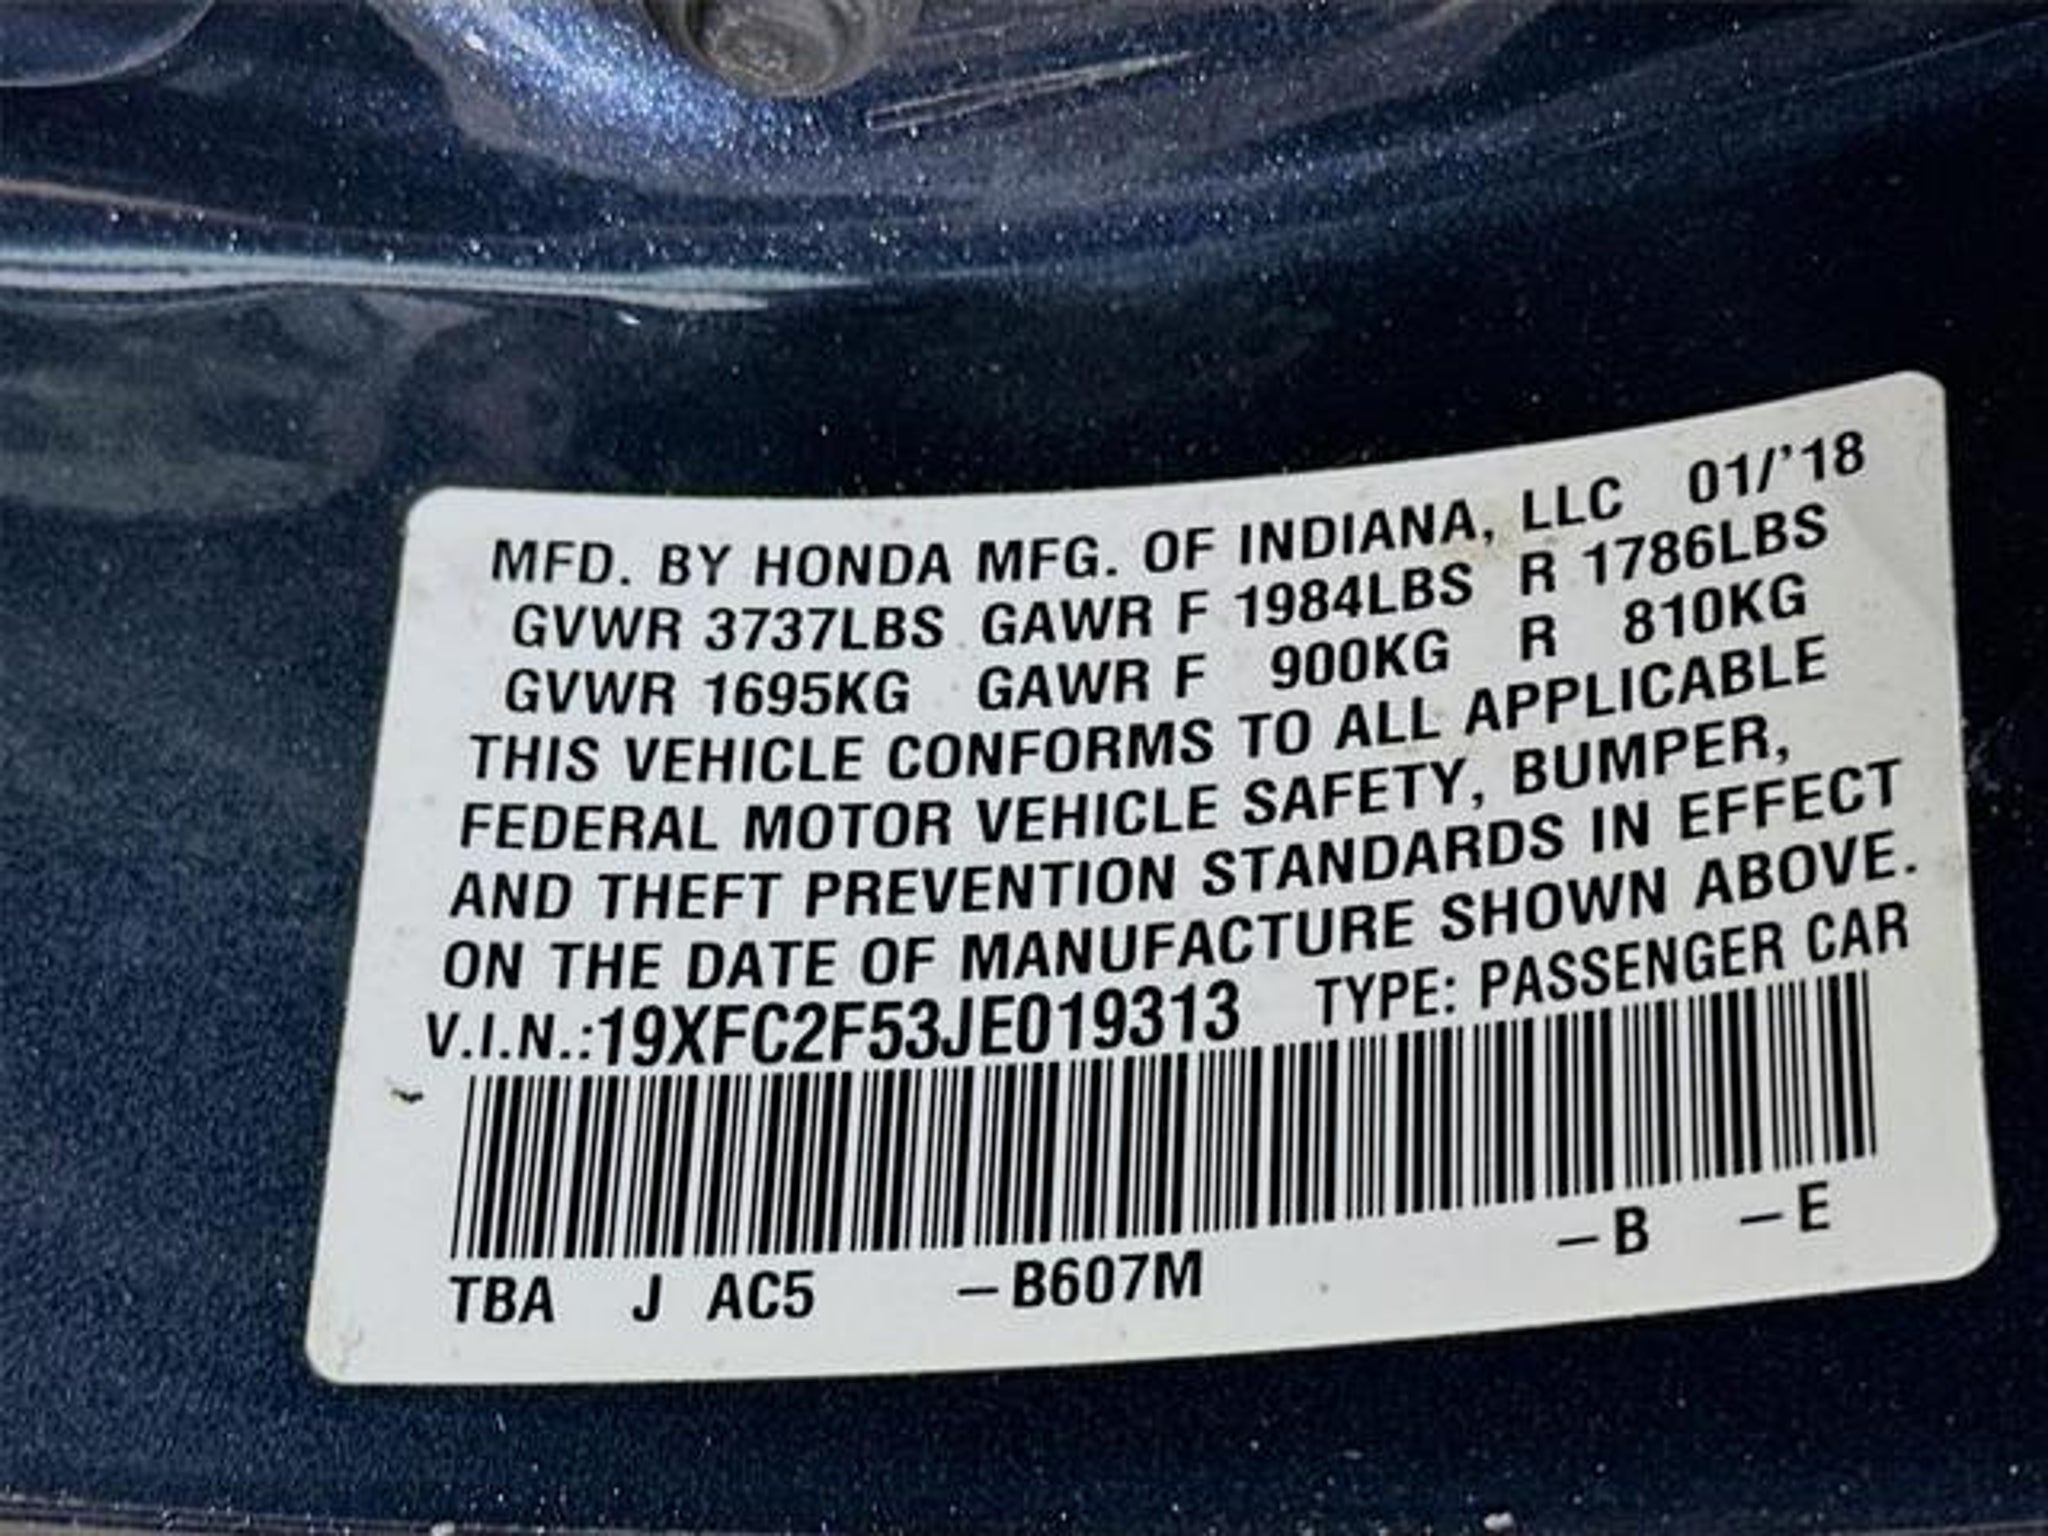 MFD. BY HONDA MFG. OF INDIANA, LLC 01/'18
GVWR 3737LBS GAWR F 1984LBS R 1786LBS
GVWR 1695KG GAWR F 900KG R 810KG
THIS VEHICLE CONFORMS TO ALL APPLICABLE
FEDERAL MOTOR VEHICLE SAFETY, BUMPER,
AND THEFT PREVENTION STANDARDS IN EFFECT
ON THE DATE OF MANUFACTURE SHOWN ABOVE.
V.I.N.:19XFC2F53JE019313 TYPE: PASSENGER CAR
TBA J AC5 –B607M –B –E